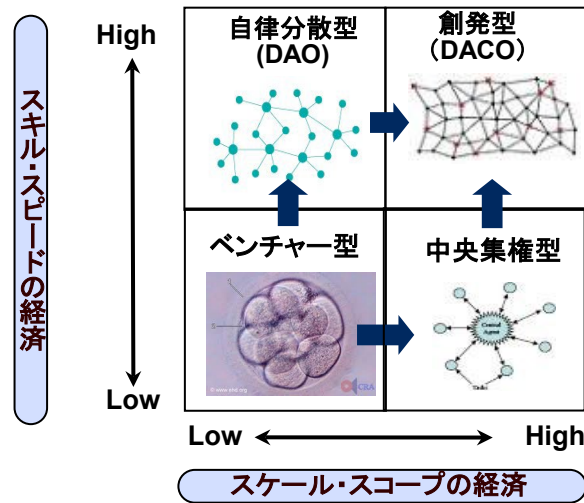 スキル・スピードの経済
High
Low
自律分散型
(DAO)
創発型
（DACO）
ベンチャー型
中央集権型
Central
Agent
Low
High
スケール・スコープの経済